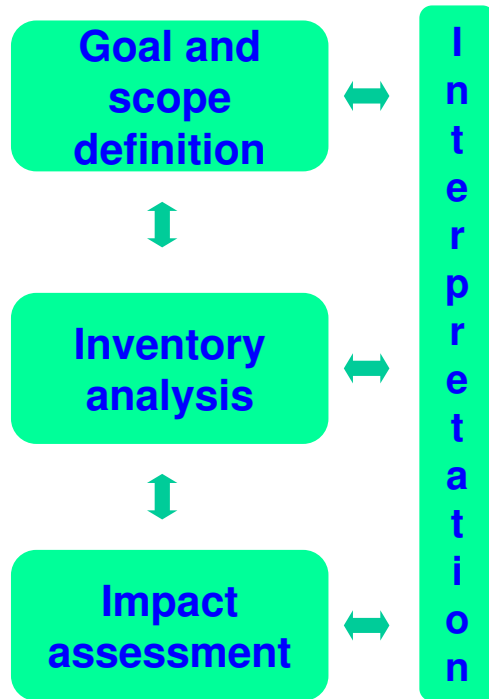 Goal and
scope
definition
Inventory
analysis
Impact
assessment
I
n
t
e
r
p
r
e
t
a
t
i
o
n